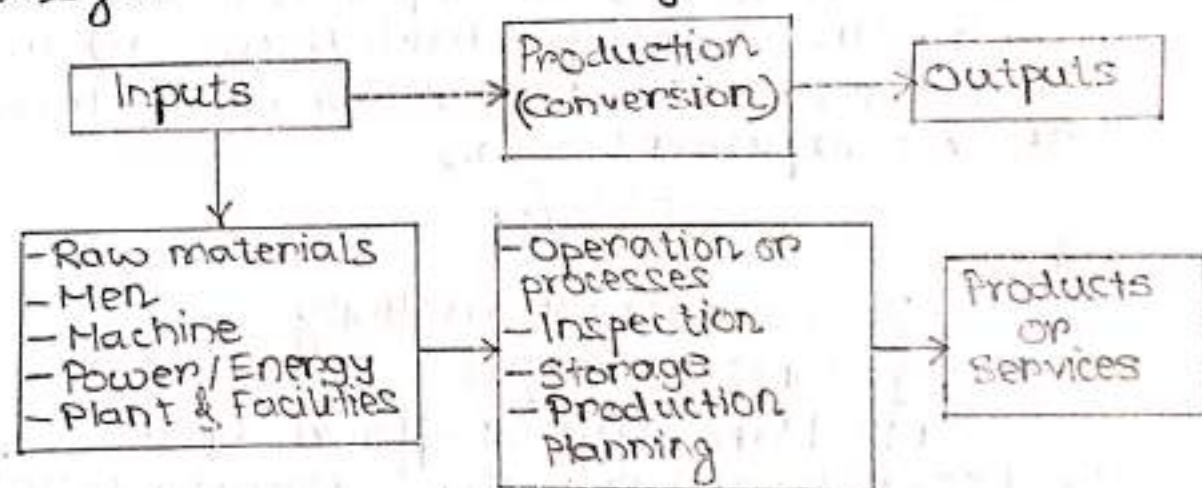 Inputs
Production
(conversion)
Outputs
-Raw materials
-Men
-Machine
-Power/Energy
-Plant & Facilities
-Operation or
processes
-Inspection
-Storage
-Production
Planning
Products
or
Services